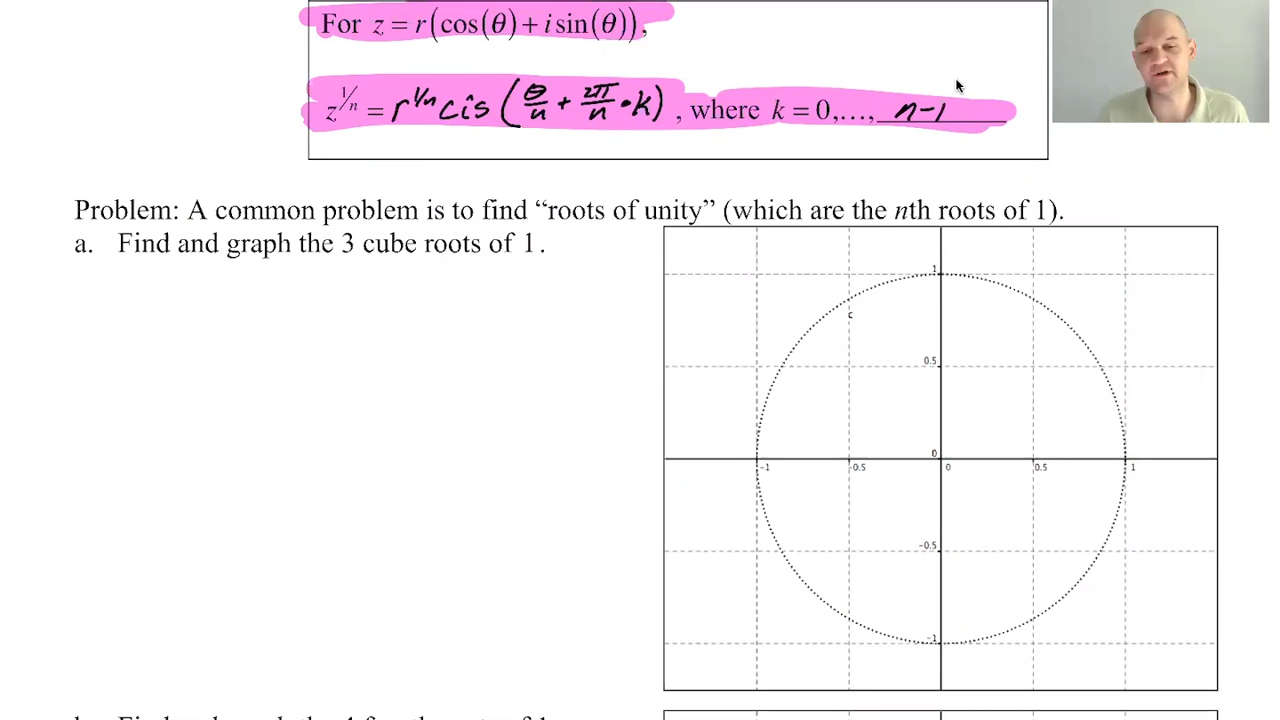 For z = r(cos(θ) + i sin(θ)),
z^{1/n} = r^{1/n} cis (θ/n + 2π/n • k) , where k = 0,…, n-1
Problem: A common problem is to find “roots of unity” (which are the nth roots of 1).
a. Find and graph the 3 cube roots of 1.
1
c
0.5
0
-1
-0.5
0
0.5
1
-0.5
-1